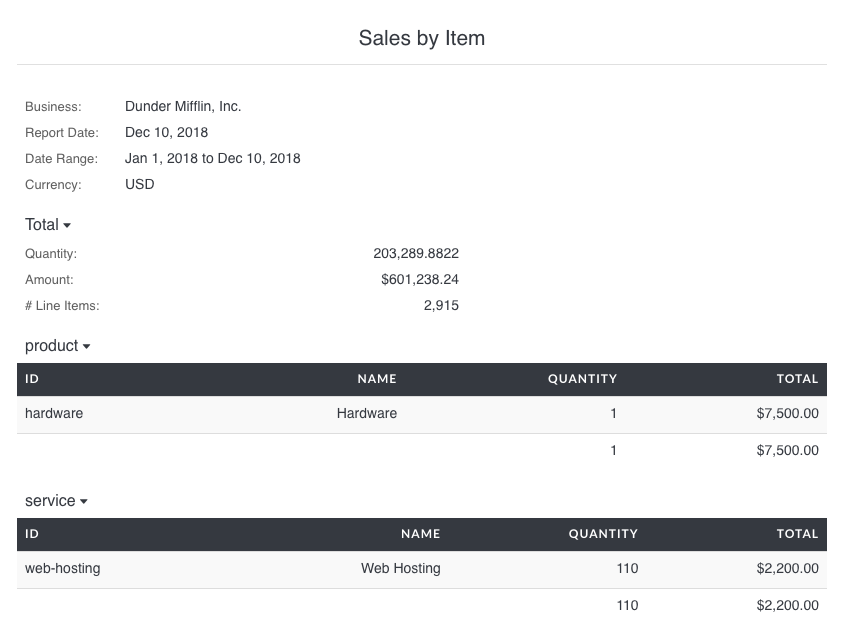 Sales by Item
Business: Dunder Mifflin, Inc.
Report Date: Dec 10, 2018
Date Range: Jan 1, 2018 to Dec 10, 2018
Currency: USD
Total
Quantity: 203,289.8822
Amount: $601,238.24
# Line Items: 2,915
product
ID NAME QUANTITY TOTAL
hardware Hardware 1 $7,500.00
1 $7,500.00
service
ID NAME QUANTITY TOTAL
web-hosting Web Hosting 110 $2,200.00
110 $2,200.00